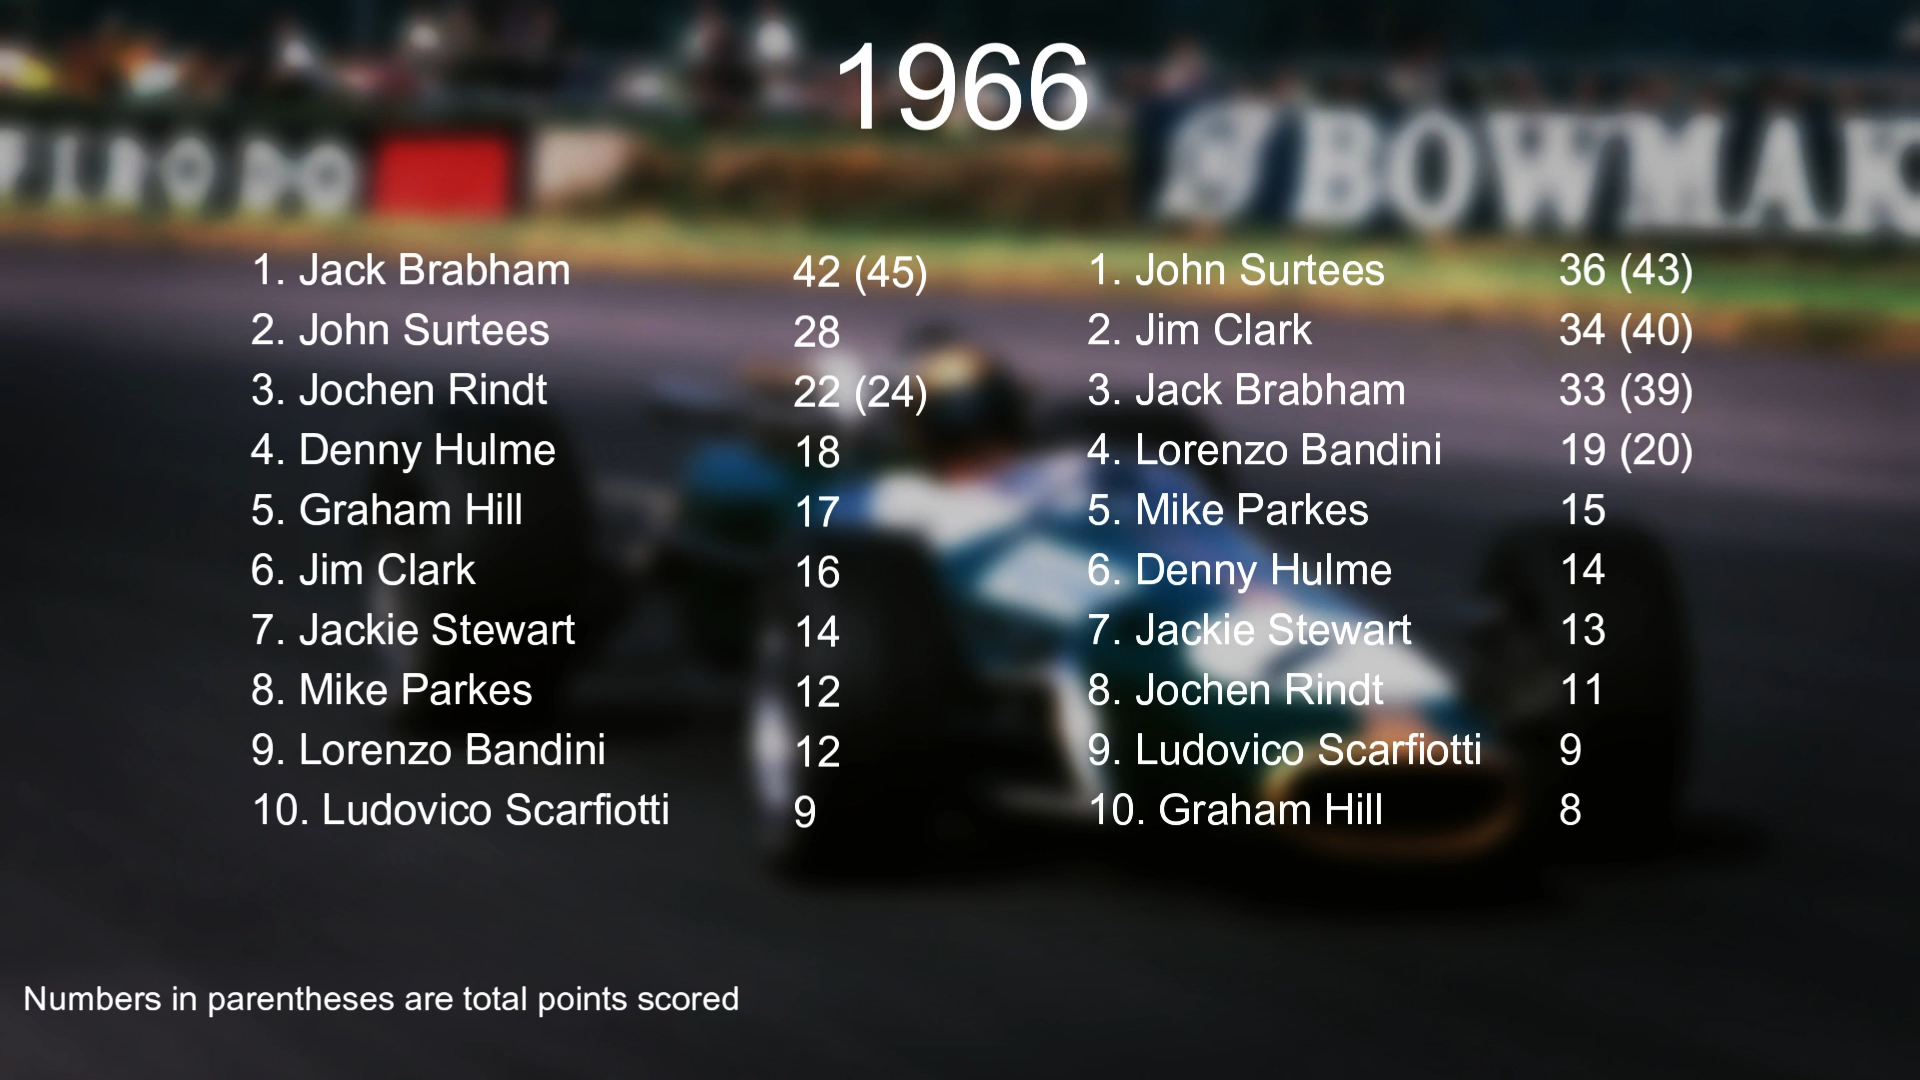 1966
FERODO
BOWMAK
1. Jack Brabham 42 (45)
2. John Surtees 28
3. Jochen Rindt 22 (24)
4. Denny Hulme 18
5. Graham Hill 17
6. Jim Clark 16
7. Jackie Stewart 14
8. Mike Parkes 12
9. Lorenzo Bandini 12
10. Ludovico Scarfiotti 9
1. John Surtees 36 (43)
2. Jim Clark 34 (40)
3. Jack Brabham 33 (39)
4. Lorenzo Bandini 19 (20)
5. Mike Parkes 15
6. Denny Hulme 14
7. Jackie Stewart 13
8. Jochen Rindt 11
9. Ludovico Scarfiotti 9
10. Graham Hill 8
Numbers in parentheses are total points scored